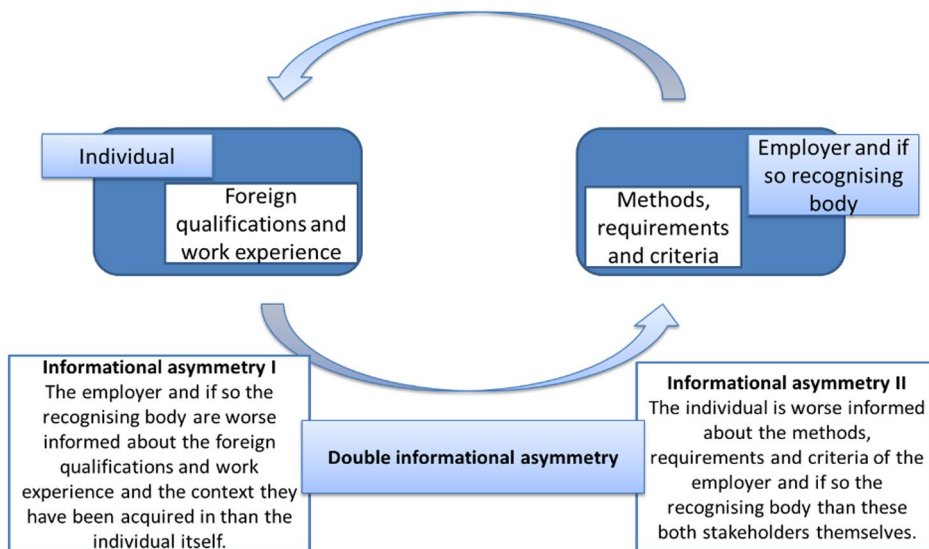 Individual
Foreign
qualifications and
work experience
Employer and if
so recognising
body
Methods,
requirements
and criteria
Informational asymmetry I
The employer and if so the
recognising body are worse
informed about the foreign
qualifications and work
experience and the context they
have been acquired in than the
individual itself.
Double informational asymmetry
Informational asymmetry II
The individual is worse informed
about the methods,
requirements and criteria of the
employer and if so the
recognising body than these
both stakeholders themselves.